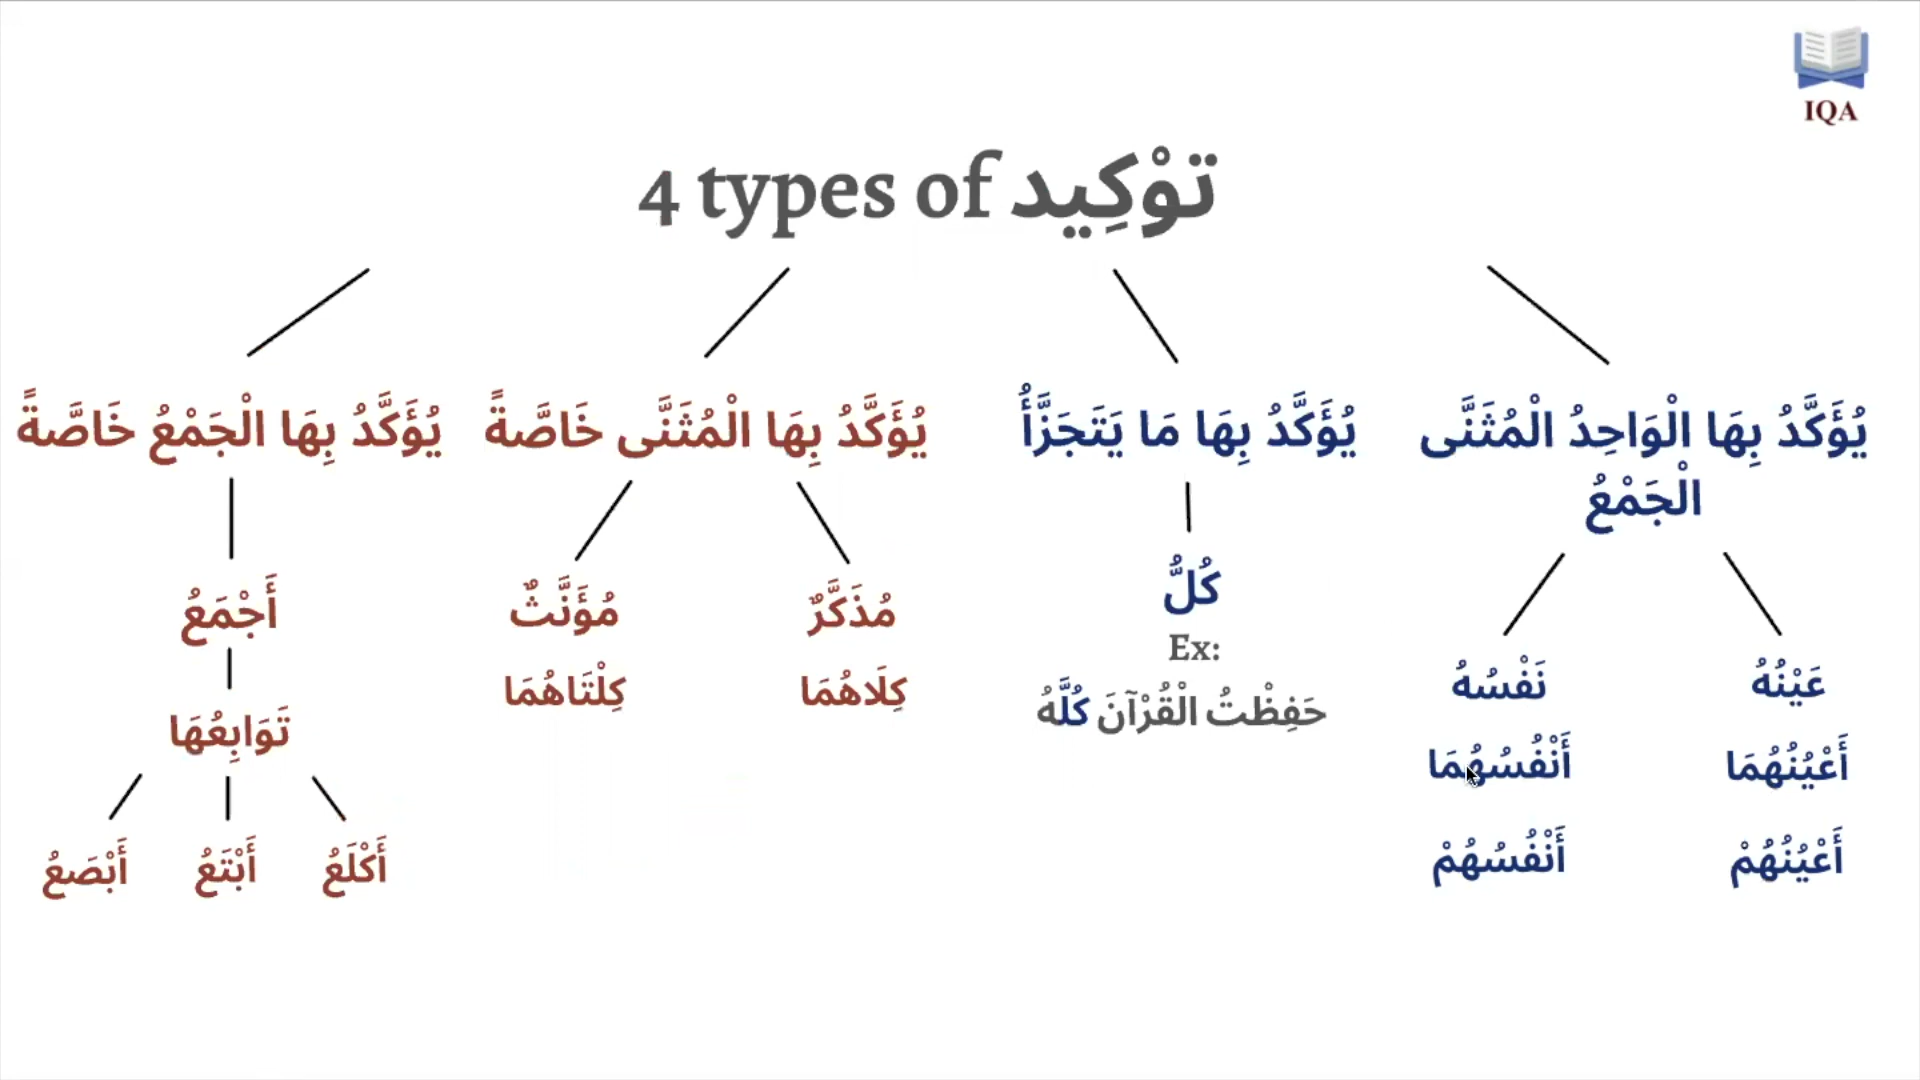 IQA
4 types of تَوْكِيد
يُؤَكَّدُ بِهَا الْوَاحِدُ الْمُثَنَّى
الْجَمْعُ
عَيْنُهُ
أَعْيُنُهُمَا
أَعْيُنُهُمْ
نَفْسُهُ
أَنْفُسُهُمَا
أَنْفُسُهُمْ
يُؤَكَّدُ بِهَا مَا يَتَجَزَّأُ
كُلُّ
Ex:
حَفِظْتُ الْقُرْآنَ كُلَّهُ
يُؤَكَّدُ بِهَا الْمُثَنَّى خَاصَّةً
مُذَكَّرٌ
كِلَاهُمَا
مُؤَنَّثٌ
كِلْتَاهُمَا
يُؤَكَّدُ بِهَا الْجَمْعُ خَاصَّةً
أَجْمَعُ
تَوَابِعُهَا
أَكْلَعُ
أَبْتَعُ
أَبْصَعُ